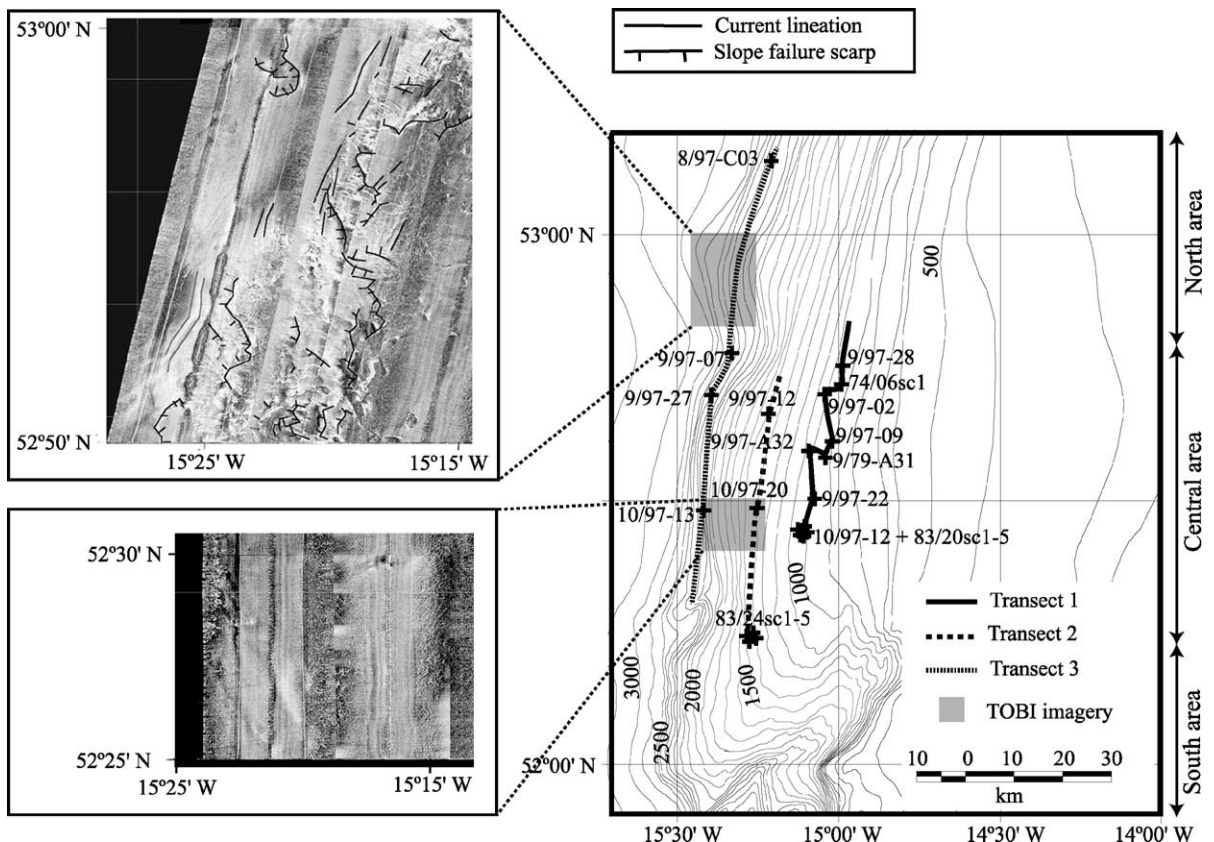 53°00' N
52°50' N
15°25' W
15°15' W
52°30' N
52°25' N
15°25' W
15°15' W
Current lineation
Slope failure scarp
8/97-C03
53°00' N
500
9/97-07
9/97-28
74/06sc1
9/97-27
9/97-12
9/97-02
9/97-A32
9/97-09
9/79-A31
10/97-20
9/97-22
10/97-13
10/97-12 + 83/20sc1-5
1000
83/24sc1-5
3000
2000
1500
2500
52°00' N
Transect 1
Transect 2
Transect 3
TOBI imagery
10 0 10 20 30
km
15°30' W
15°00' W
14°30' W
14°00' W
North area
Central area
South area